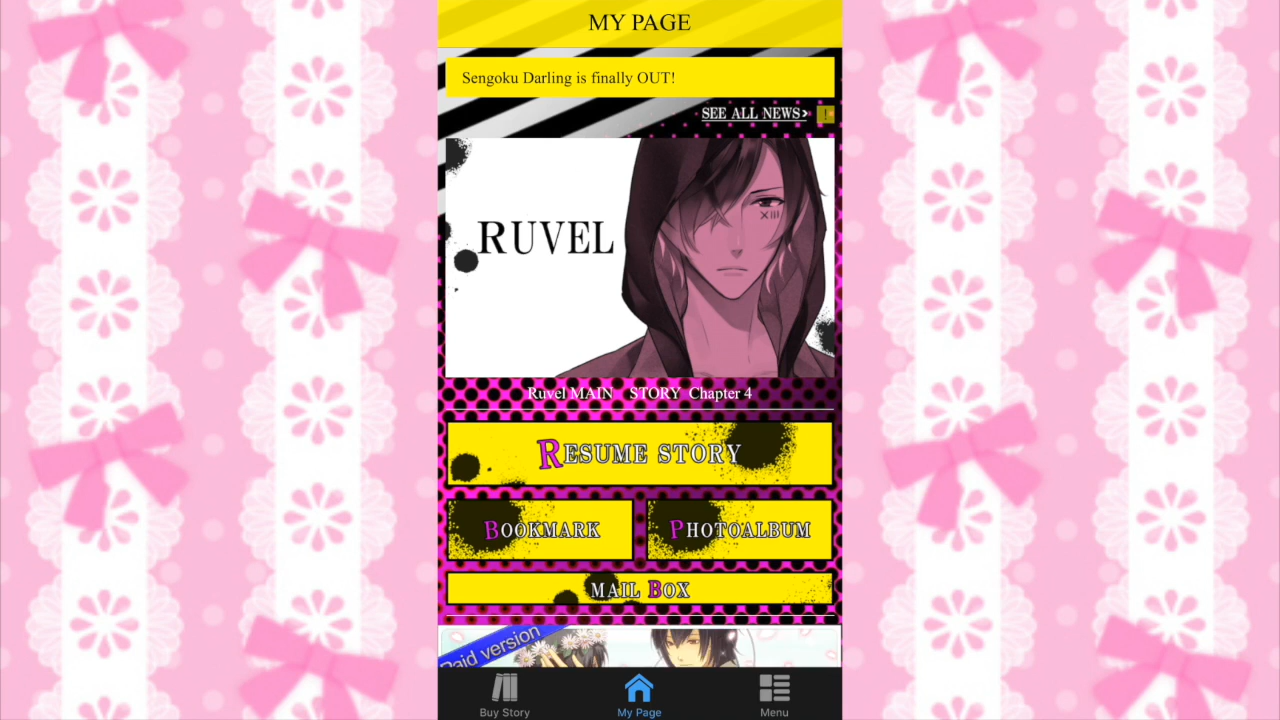 MY PAGE
Sengoku Darling is finally OUT!
SEE ALL NEWS> !
XIII
RUVEL
Ruvel MAIN STORY Chapter 4
RESUME STORY
BOOKMARK PHOTOALBUM
MAIL BOX
Paid version
Buy Story My Page Menu